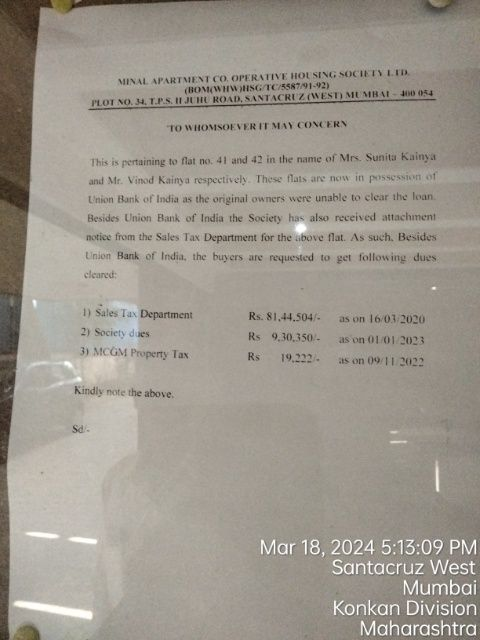 MINAL APARTMENT CO. OPERATIVE HOUSING SOCIETY LTD.
(BOM(WHW)HSG/TC/5587/91-92)
PLOT NO. 34, T.P.S. II JUHU ROAD, SANTACRUZ (WEST) MUMBAI – 400 054
TO WHOMSOEVER IT MAY CONCERN
This is pertaining to flat no. 41 and 42 in the name of Mrs. Sunita Kainya
and Mr. Vinod Kainya respectively. These flats are now in possession of
Union Bank of India as the original owners were unable to clear the loan.
Besides Union Bank of India the Society has also received attachment
notice from the Sales Tax Department for the above flat. As such, Besides
Union Bank of India, the buyers are requested to get following dues
cleared:
1) Sales Tax Department Rs. 81,44,504/- as on 16/03/2020
2) Society dues Rs 9,30,350/- as on 01/01/2023
3) MCGM Property Tax Rs 19,222/- as on 09/11/2022
Kindly note the above.
Sd/-
Mar 18, 2024 5:13:09 PM
Santacruz West
Mumbai
Konkan Division
Maharashtra